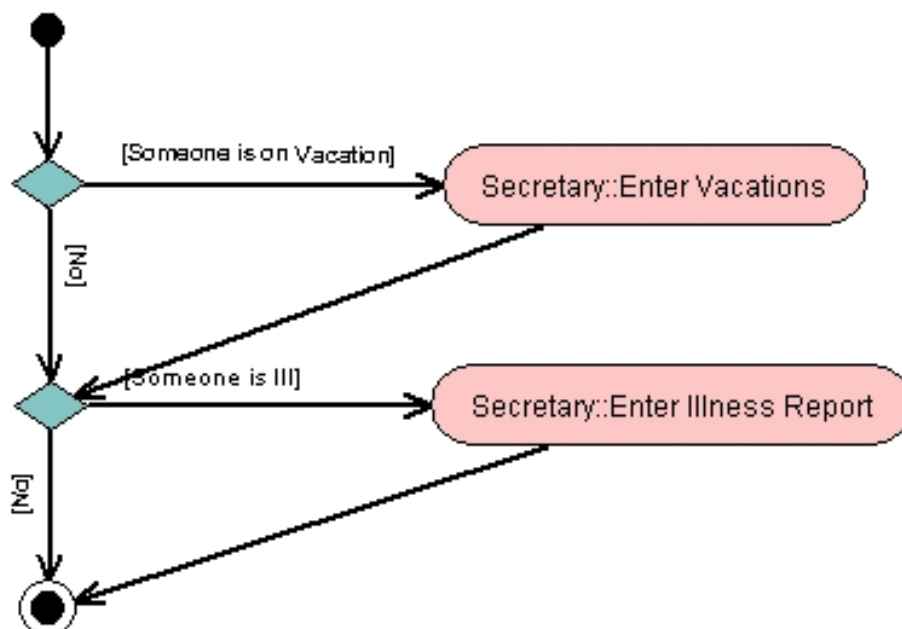 [Someone is on Vacation]
Secretary::Enter Vacations
[No]
[Someone is Ill]
Secretary::Enter Illness Report
[No]